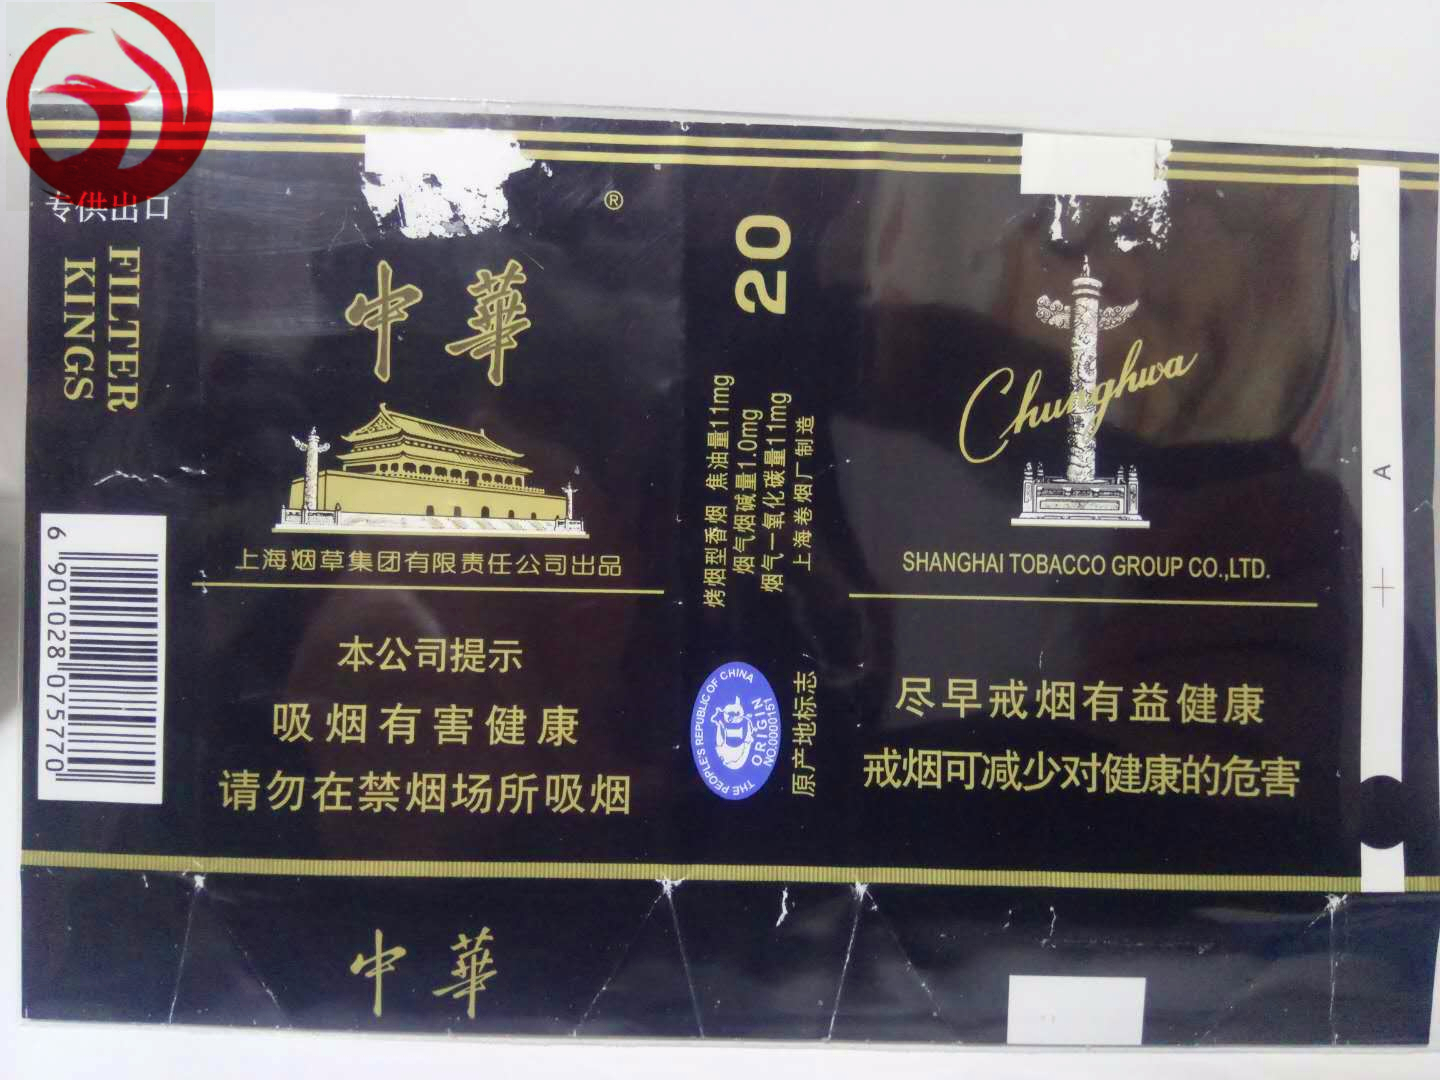 专供出口
FILTER
KINGS
6 901028 075770
®
中華
上海烟草集团有限责任公司出品
本公司提示
吸烟有害健康
请勿在禁烟场所吸烟
中華
20
烤烟型香烟 焦油量11mg
烟气烟碱量1.0mg
烟气一氧化碳量11mg
上海卷烟厂制造
THE PEOPLE'S REPUBLIC OF CHINA
ORIGIN
NO.0000151
原产地标志
Chunghwa
SHANGHAI TOBACCO GROUP CO.,LTD.
尽早戒烟有益健康
戒烟可减少对健康的危害
A